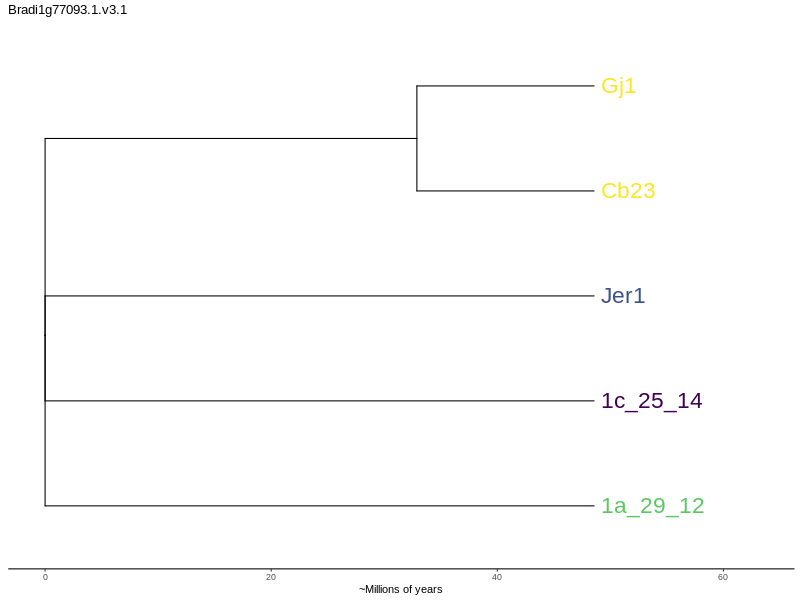 Bradi1g77093.1.v3.1
Gj1
Cb23
Jer1
1c_25_14
1a_29_12
0 20 40 60
~Millions of years